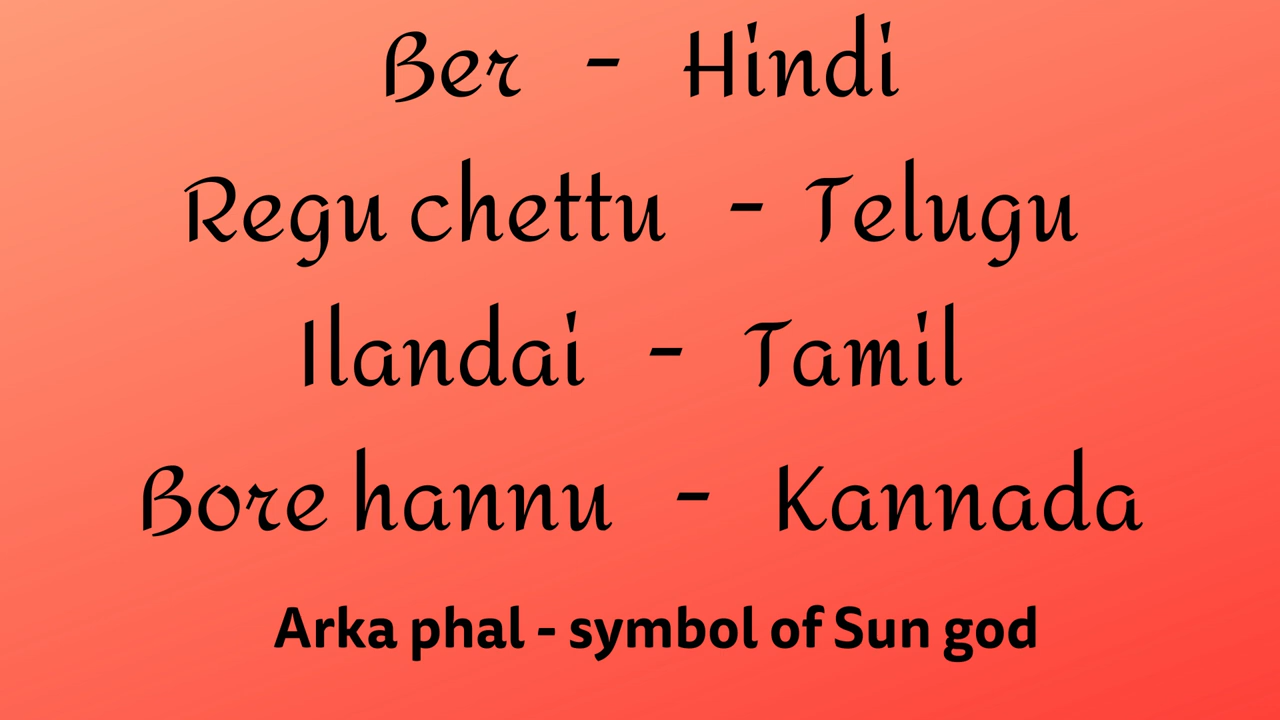 Ber - Hindi
Regu chettu - Telugu
Ilandai - Tamil
Bore hannu - Kannada
Arka phal - symbol of Sun god